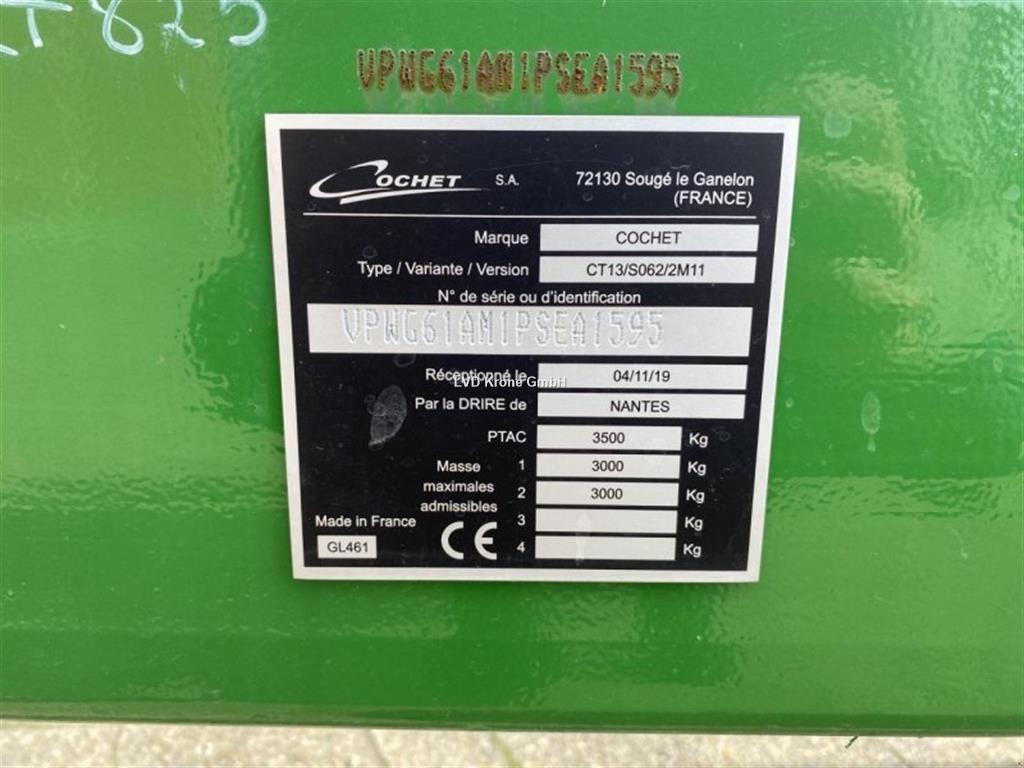 CT 825
VPWG61AM1PSEA1595
COCHET S.A. 72130 Sougé le Ganelon
(FRANCE)
Marque COCHET
Type / Variante / Version CT13/S062/2M11
N° de série ou d'identification
VPWG61AM1PSEA1595
Réceptionné le 04/11/19
LVD Krone GmbH
Par la DRIRE de NANTES
PTAC 3500 Kg
Masse 1 3000 Kg
maximales
admissibles 2 3000 Kg
3 Kg
Made in France
GL461 CE 4 Kg